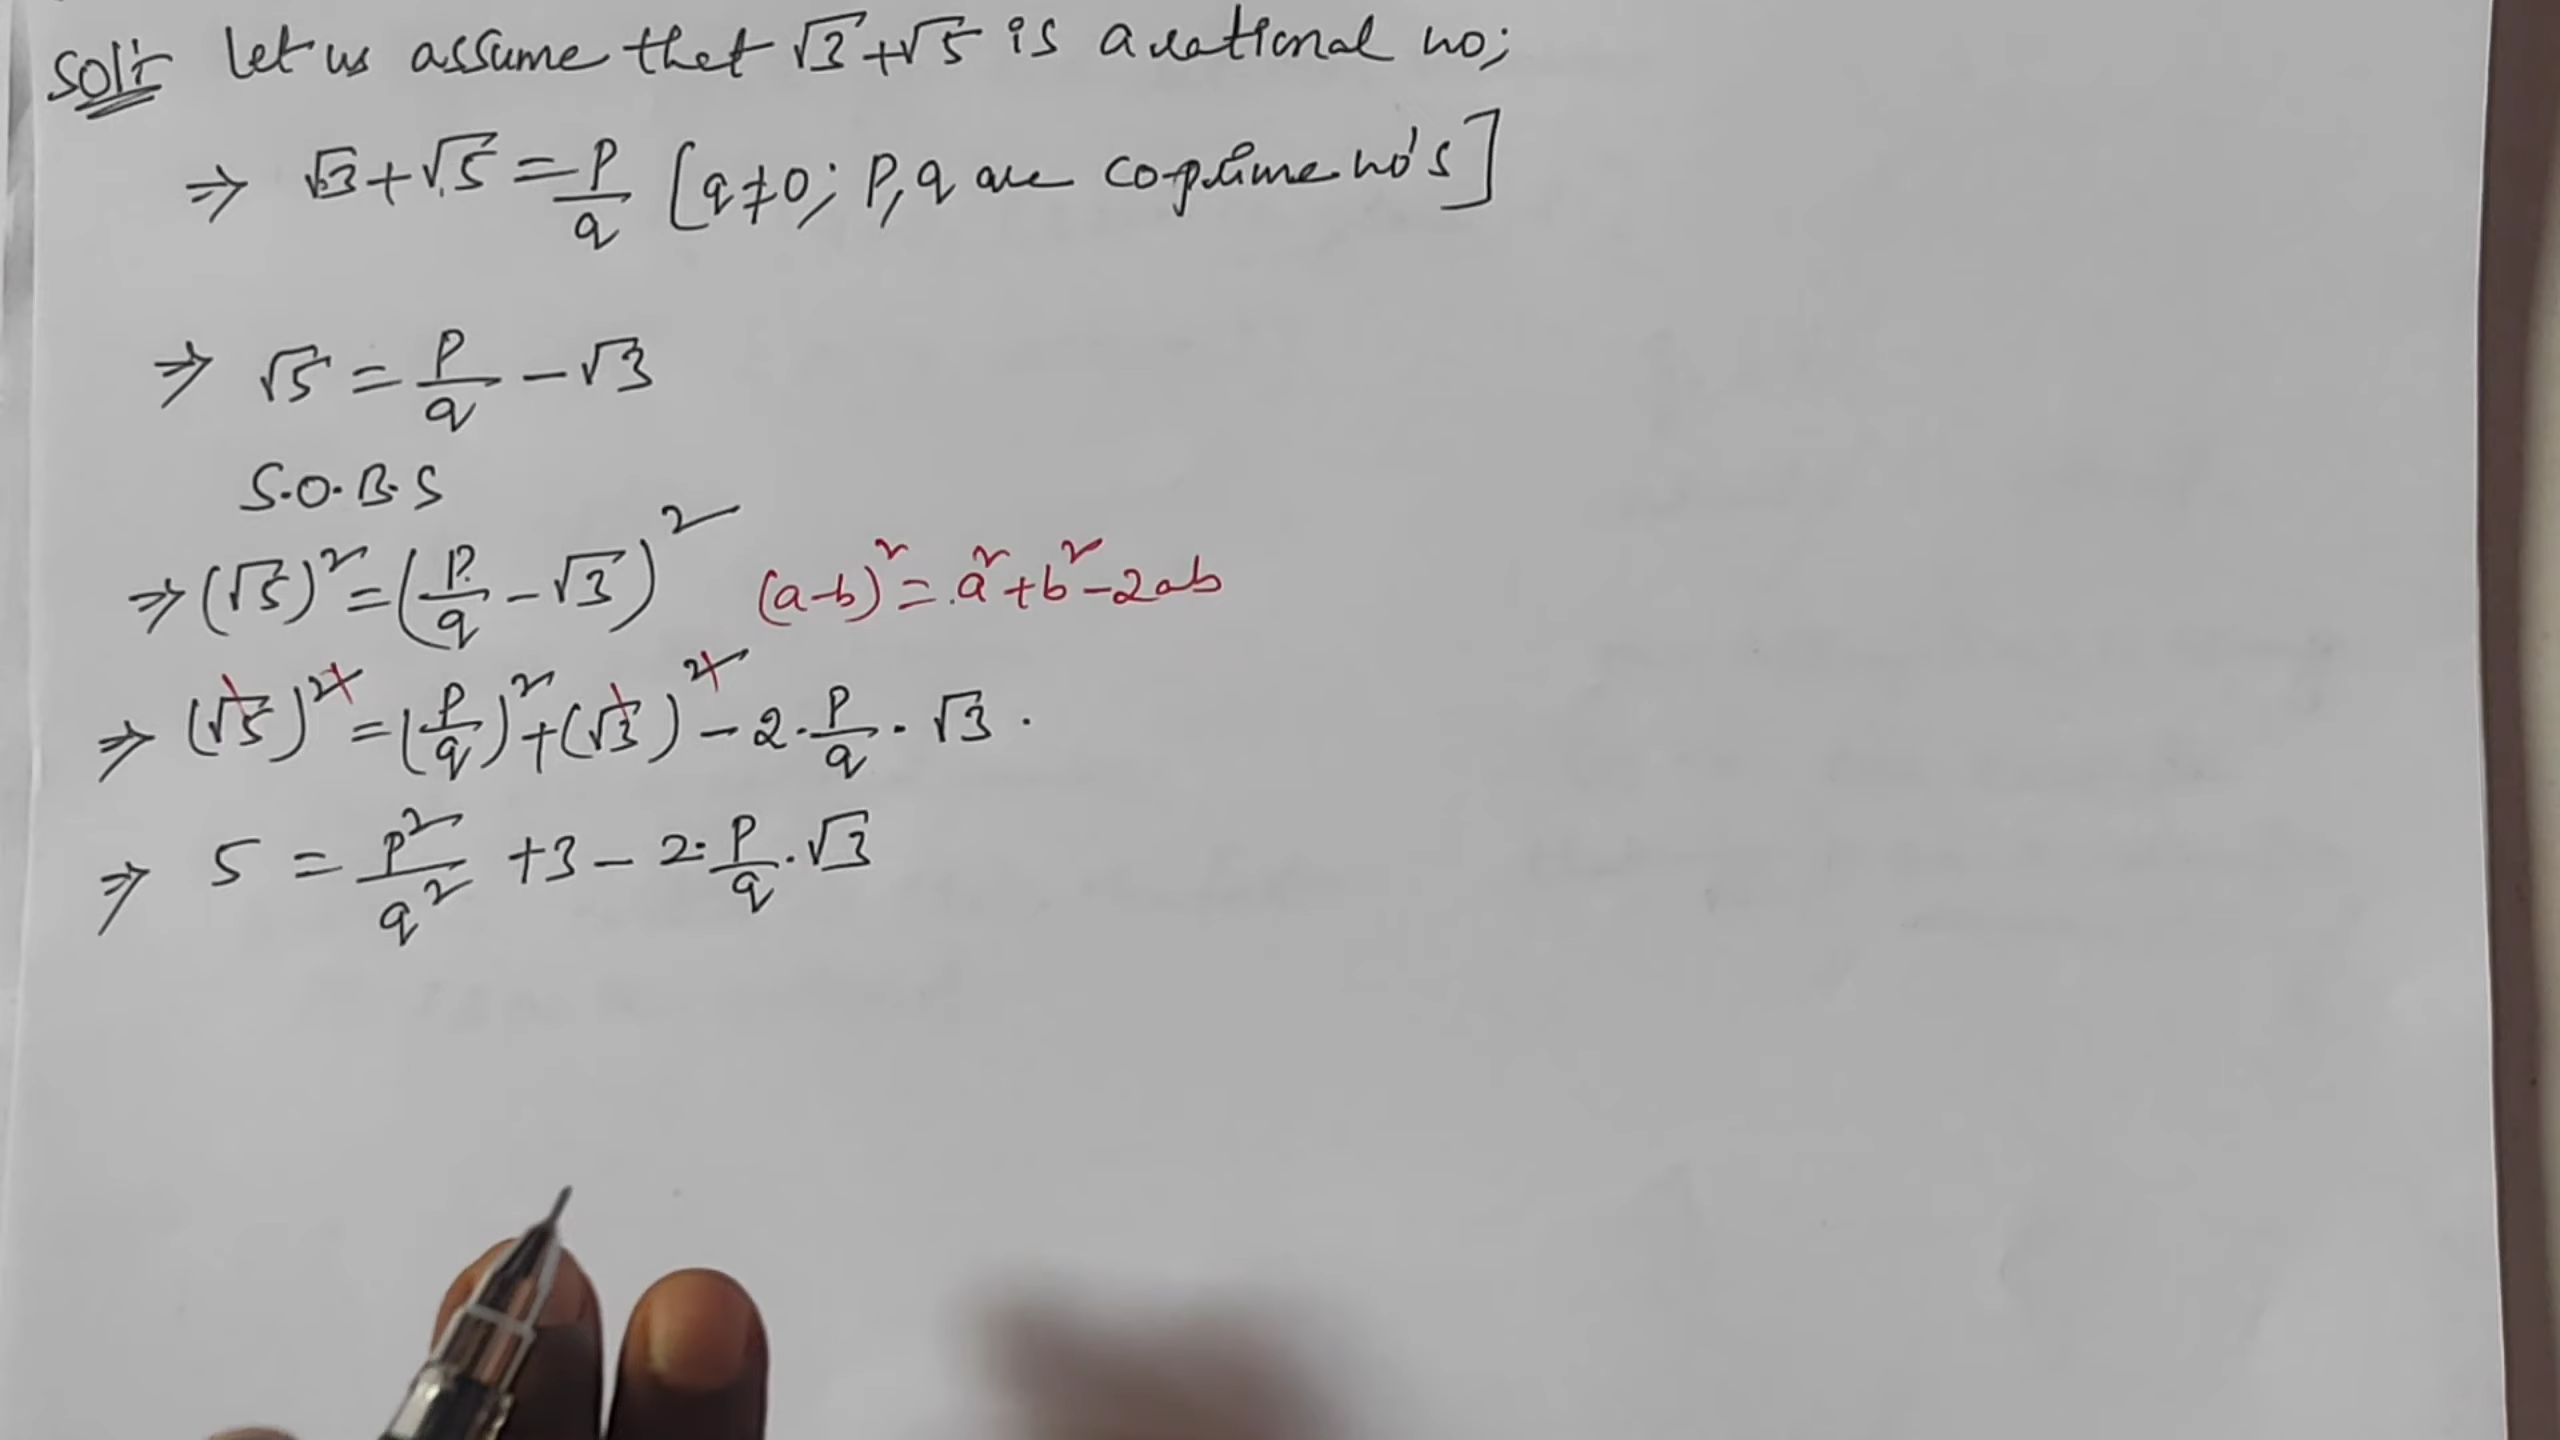 Sol:- let us assume that √3+√5 is a rational no;
⇒ √3+√5 = p/q [q≠0; p,q are co-prime no's]
⇒ √5 = p/q - √3
S.O.B.S
⇒ (√5)² = (p/q - √3)² (a-b)² = a²+b²-2ab
⇒ (√5)² = (p/q)² + (√3)² - 2·p/q·√3.
⇒ 5 = p²/q² + 3 - 2·p/q·√3